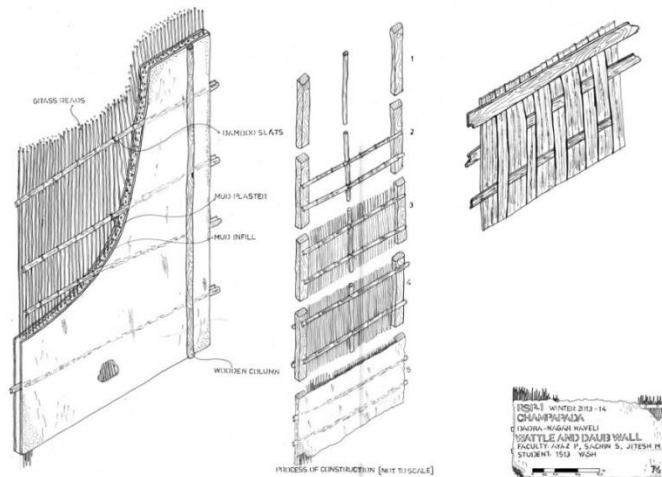 GRASS READS
BAMBOO SLATS
MUD PLASTER
MUD INFILL
WOODEN COLUMN
1
2
3
4
5
PROCESS OF CONSTRUCTION [NOT TO SCALE]
RSP-1 WINTER 2013-14
CHAMPAPADA
DADRA-NAGAR HAVELI
WATTLE AND DAUB WALL
FACULTY: AYAZ P, SACHIN S, JITESH M
STUDENT: 1513 YASH